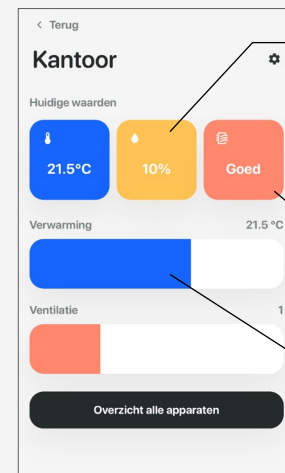 < Terug
Kantoor
Huidige waarden
21.5°C
10%
Goed
Verwarming 21.5 °C
Ventilatie 1
Overzicht alle apparaten